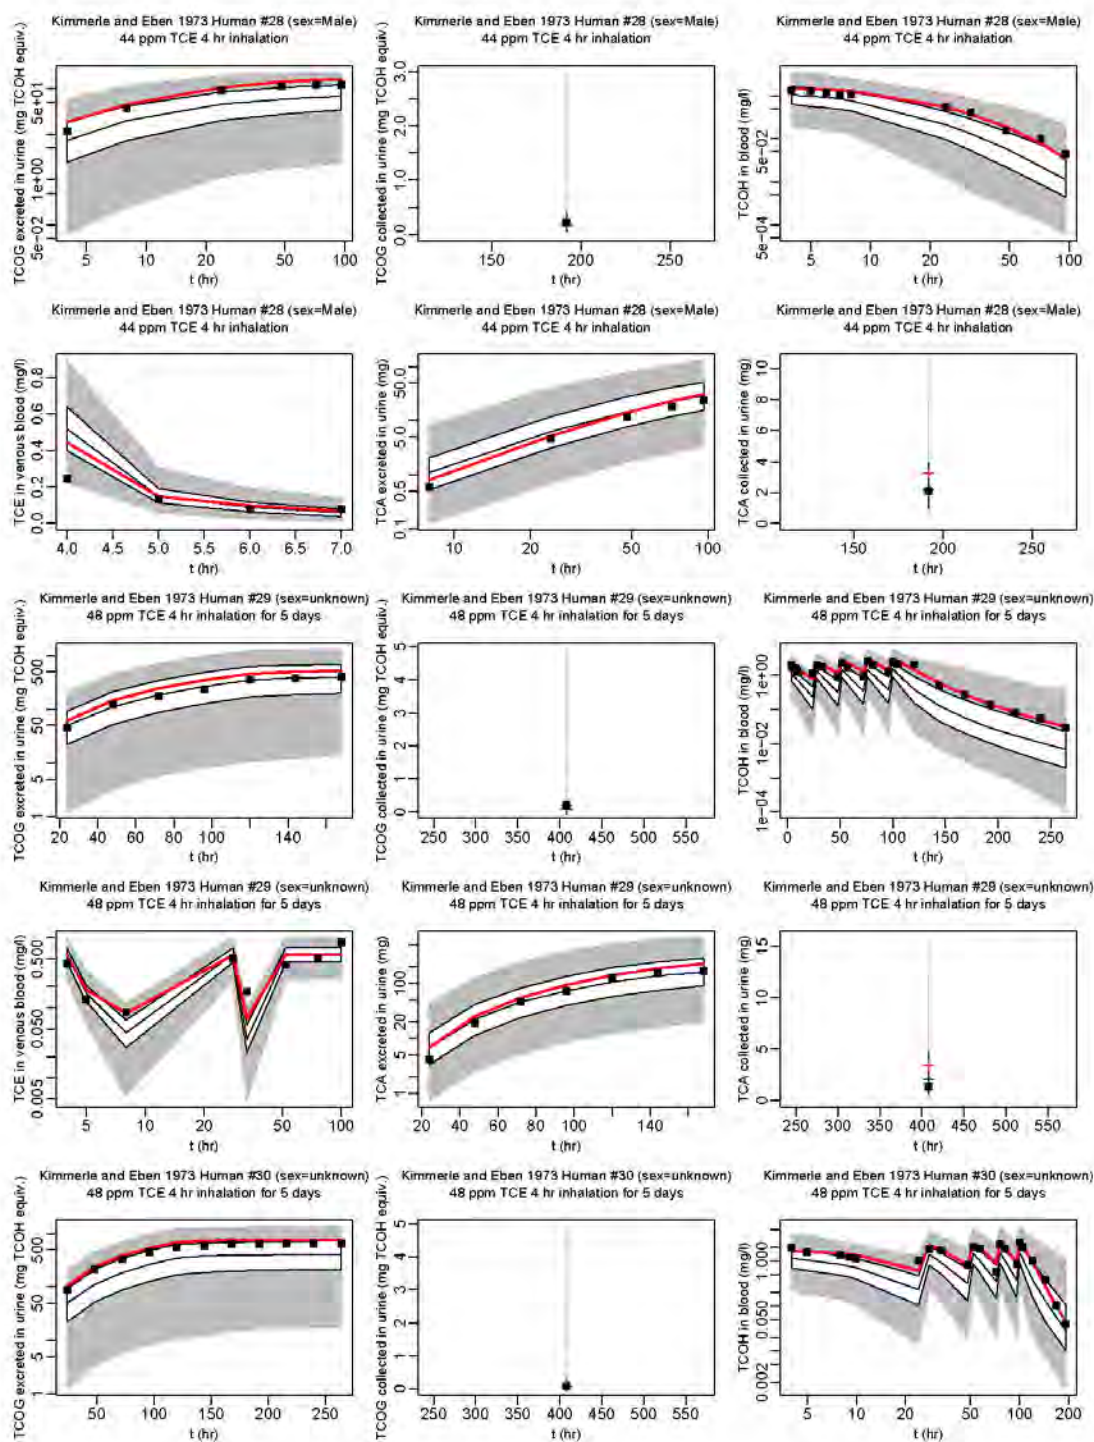 Kimmerle and Eben 1973 Human #28 (sex=Male)
44 ppm TCE 4 hr inhalation
TCOG excreted in urine (mg TCOH equiv.)
5e+01
1e+00
5e-02
5 10 20 50 100
t (hr)
Kimmerle and Eben 1973 Human #28 (sex=Male)
44 ppm TCE 4 hr inhalation
TCOG collected in urine (mg TCOH equiv.)
3.0
2.0
1.0
0.0
150 200 250
t (hr)
Kimmerle and Eben 1973 Human #28 (sex=Male)
44 ppm TCE 4 hr inhalation
TCOH in blood (mg/l)
5e-02
5e-04
5 10 20 50 100
t (hr)
Kimmerle and Eben 1973 Human #28 (sex=Male)
44 ppm TCE 4 hr inhalation
TCE in venous blood (mg/l)
0.8
0.6
0.4
0.2
0.0
4.0 4.5 5.0 5.5 6.0 6.5 7.0
t (hr)
Kimmerle and Eben 1973 Human #28 (sex=Male)
44 ppm TCE 4 hr inhalation
TCA excreted in urine (mg)
50.0
5.0
0.5
0.1
10 20 50 100
t (hr)
Kimmerle and Eben 1973 Human #28 (sex=Male)
44 ppm TCE 4 hr inhalation
TCA collected in urine (mg)
10
8
6
4
2
0
150 200 250
t (hr)
Kimmerle and Eben 1973 Human #29 (sex=unknown)
48 ppm TCE 4 hr inhalation for 5 days
TCOG excreted in urine (mg TCOH equiv.)
500
50
5
1
20 40 60 80 100 140
t (hr)
Kimmerle and Eben 1973 Human #29 (sex=unknown)
48 ppm TCE 4 hr inhalation for 5 days
TCOG collected in urine (mg TCOH equiv.)
5
4
3
2
1
0
250 300 350 400 450 500 550
t (hr)
Kimmerle and Eben 1973 Human #29 (sex=unknown)
48 ppm TCE 4 hr inhalation for 5 days
TCOH in blood (mg/l)
1e+00
1e-02
1e-04
0 50 100 150 200 250
t (hr)
Kimmerle and Eben 1973 Human #29 (sex=unknown)
48 ppm TCE 4 hr inhalation for 5 days
TCE in venous blood (mg/l)
0.500
0.050
0.005
5 10 20 50 100
t (hr)
Kimmerle and Eben 1973 Human #29 (sex=unknown)
48 ppm TCE 4 hr inhalation for 5 days
TCA excreted in urine (mg)
100
20
5
1
20 40 60 80 100 140
t (hr)
Kimmerle and Eben 1973 Human #29 (sex=unknown)
48 ppm TCE 4 hr inhalation for 5 days
TCA collected in urine (mg)
15
10
5
0
250 300 350 400 450 500 550
t (hr)
Kimmerle and Eben 1973 Human #30 (sex=unknown)
48 ppm TCE 4 hr inhalation for 5 days
TCOG excreted in urine (mg TCOH equiv.)
500
50
5
1
50 100 150 200 250
t (hr)
Kimmerle and Eben 1973 Human #30 (sex=unknown)
48 ppm TCE 4 hr inhalation for 5 days
TCOG collected in urine (mg TCOH equiv.)
5
4
3
2
1
0
250 300 350 400 450 500 550
t (hr)
Kimmerle and Eben 1973 Human #30 (sex=unknown)
48 ppm TCE 4 hr inhalation for 5 days
TCOH in blood (mg/l)
1.000
0.050
0.002
5 10 20 50 100 200
t (hr)